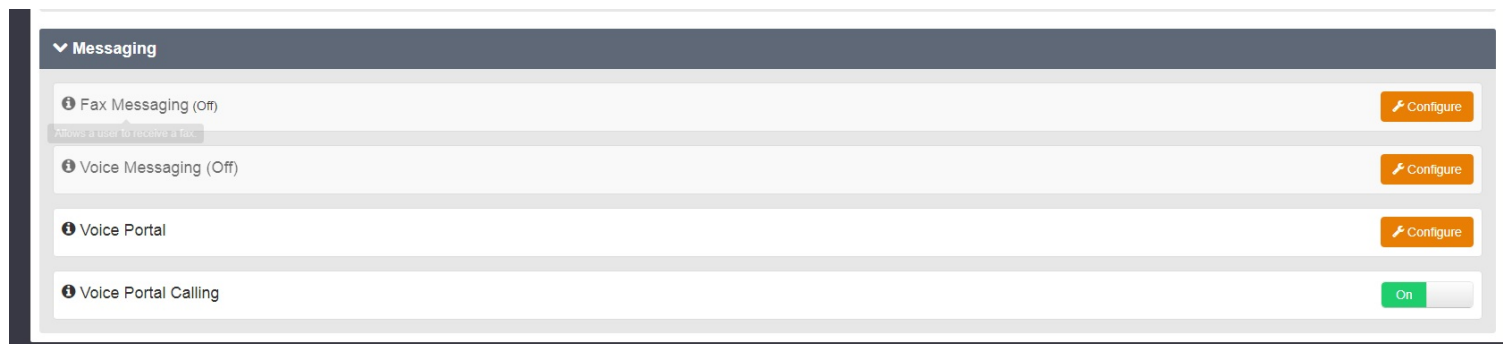 Messaging
Fax Messaging (Off)
Configure
Allows a user to receive a fax.
Voice Messaging (Off)
Configure
Voice Portal
Configure
Voice Portal Calling
On